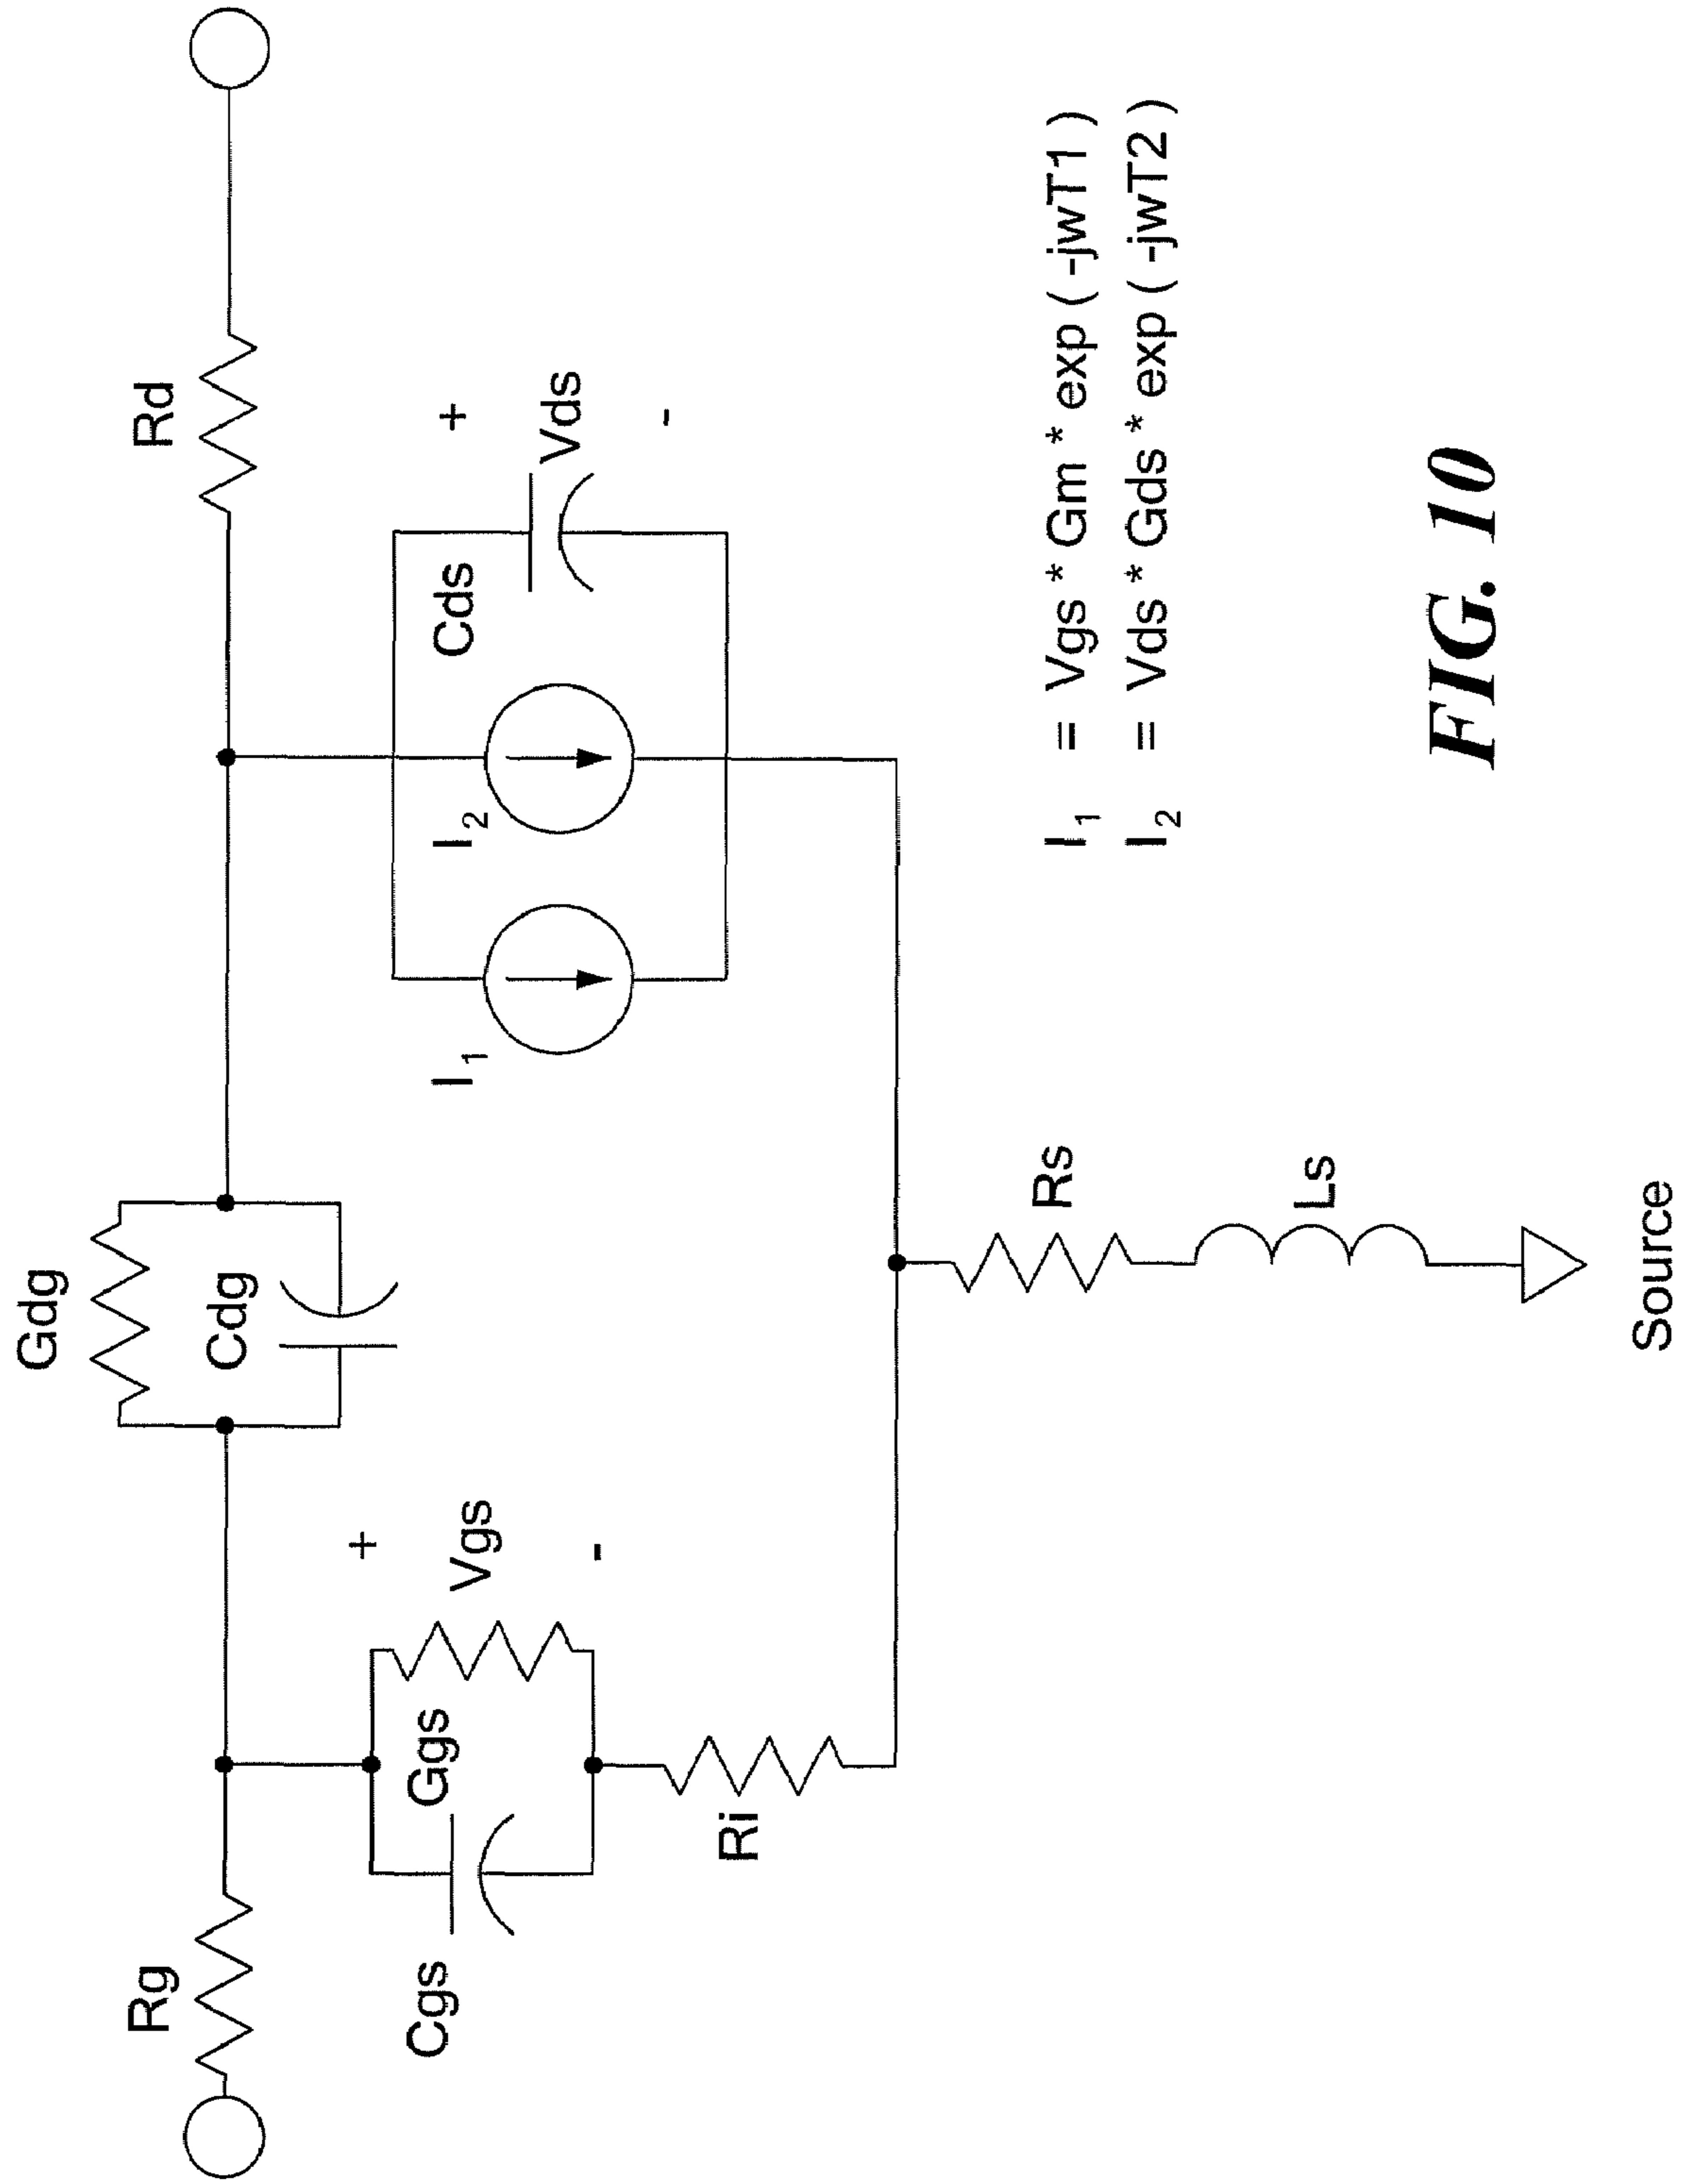 Gdg
Rg
Cdg
Rd
Cgs
Ggs
+
Vgs
-
I1
I2
Cds
+
Vds
-
Ri
Rs
Ls
Source
I1 = Vgs * Gm * exp ( -jwT1 )
I2 = Vds * Gds * exp ( -jwT2 )
FIG. 10